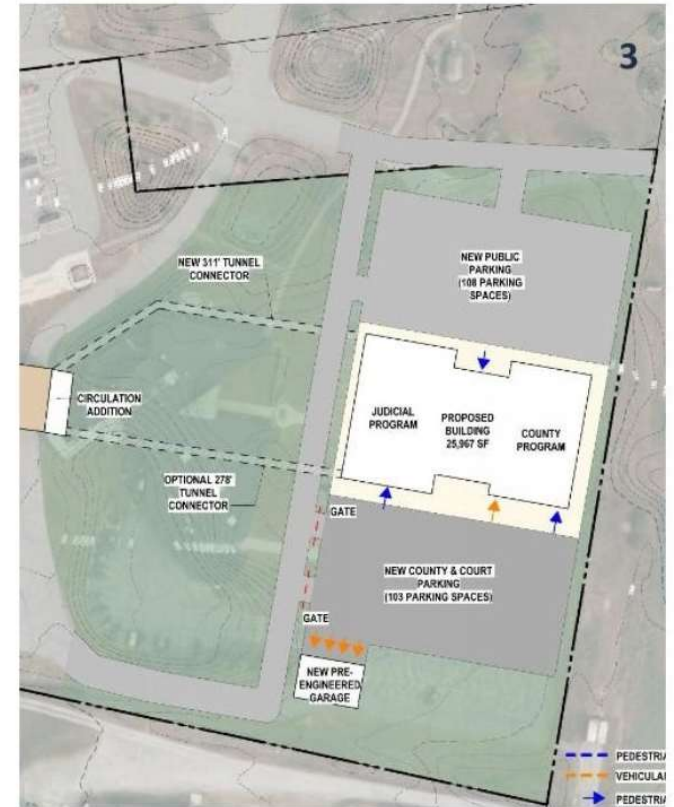 3
NEW 311' TUNNEL
CONNECTOR
NEW PUBLIC
PARKING
(108 PARKING
SPACES)
CIRCULATION
ADDITION
JUDICIAL
PROGRAM
PROPOSED
BUILDING
25,967 SF
COUNTY
PROGRAM
OPTIONAL 278'
TUNNEL
CONNECTOR
GATE
NEW COUNTY & COURT
PARKING
(103 PARKING SPACES)
GATE
NEW PRE-
ENGINEERED
GARAGE
PEDESTRIA
VEHICULA
PEDESTRIA